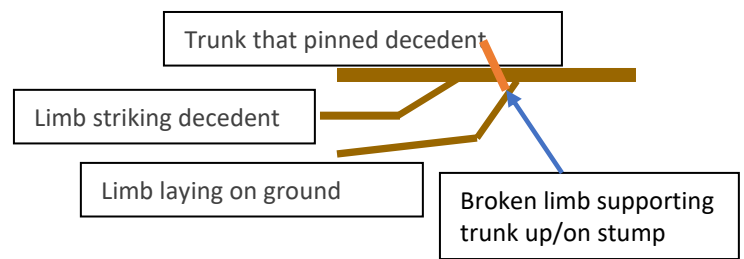 Trunk that pinned decedent
Limb striking decedent
Limb laying on ground
Broken limb supporting
trunk up/on stump